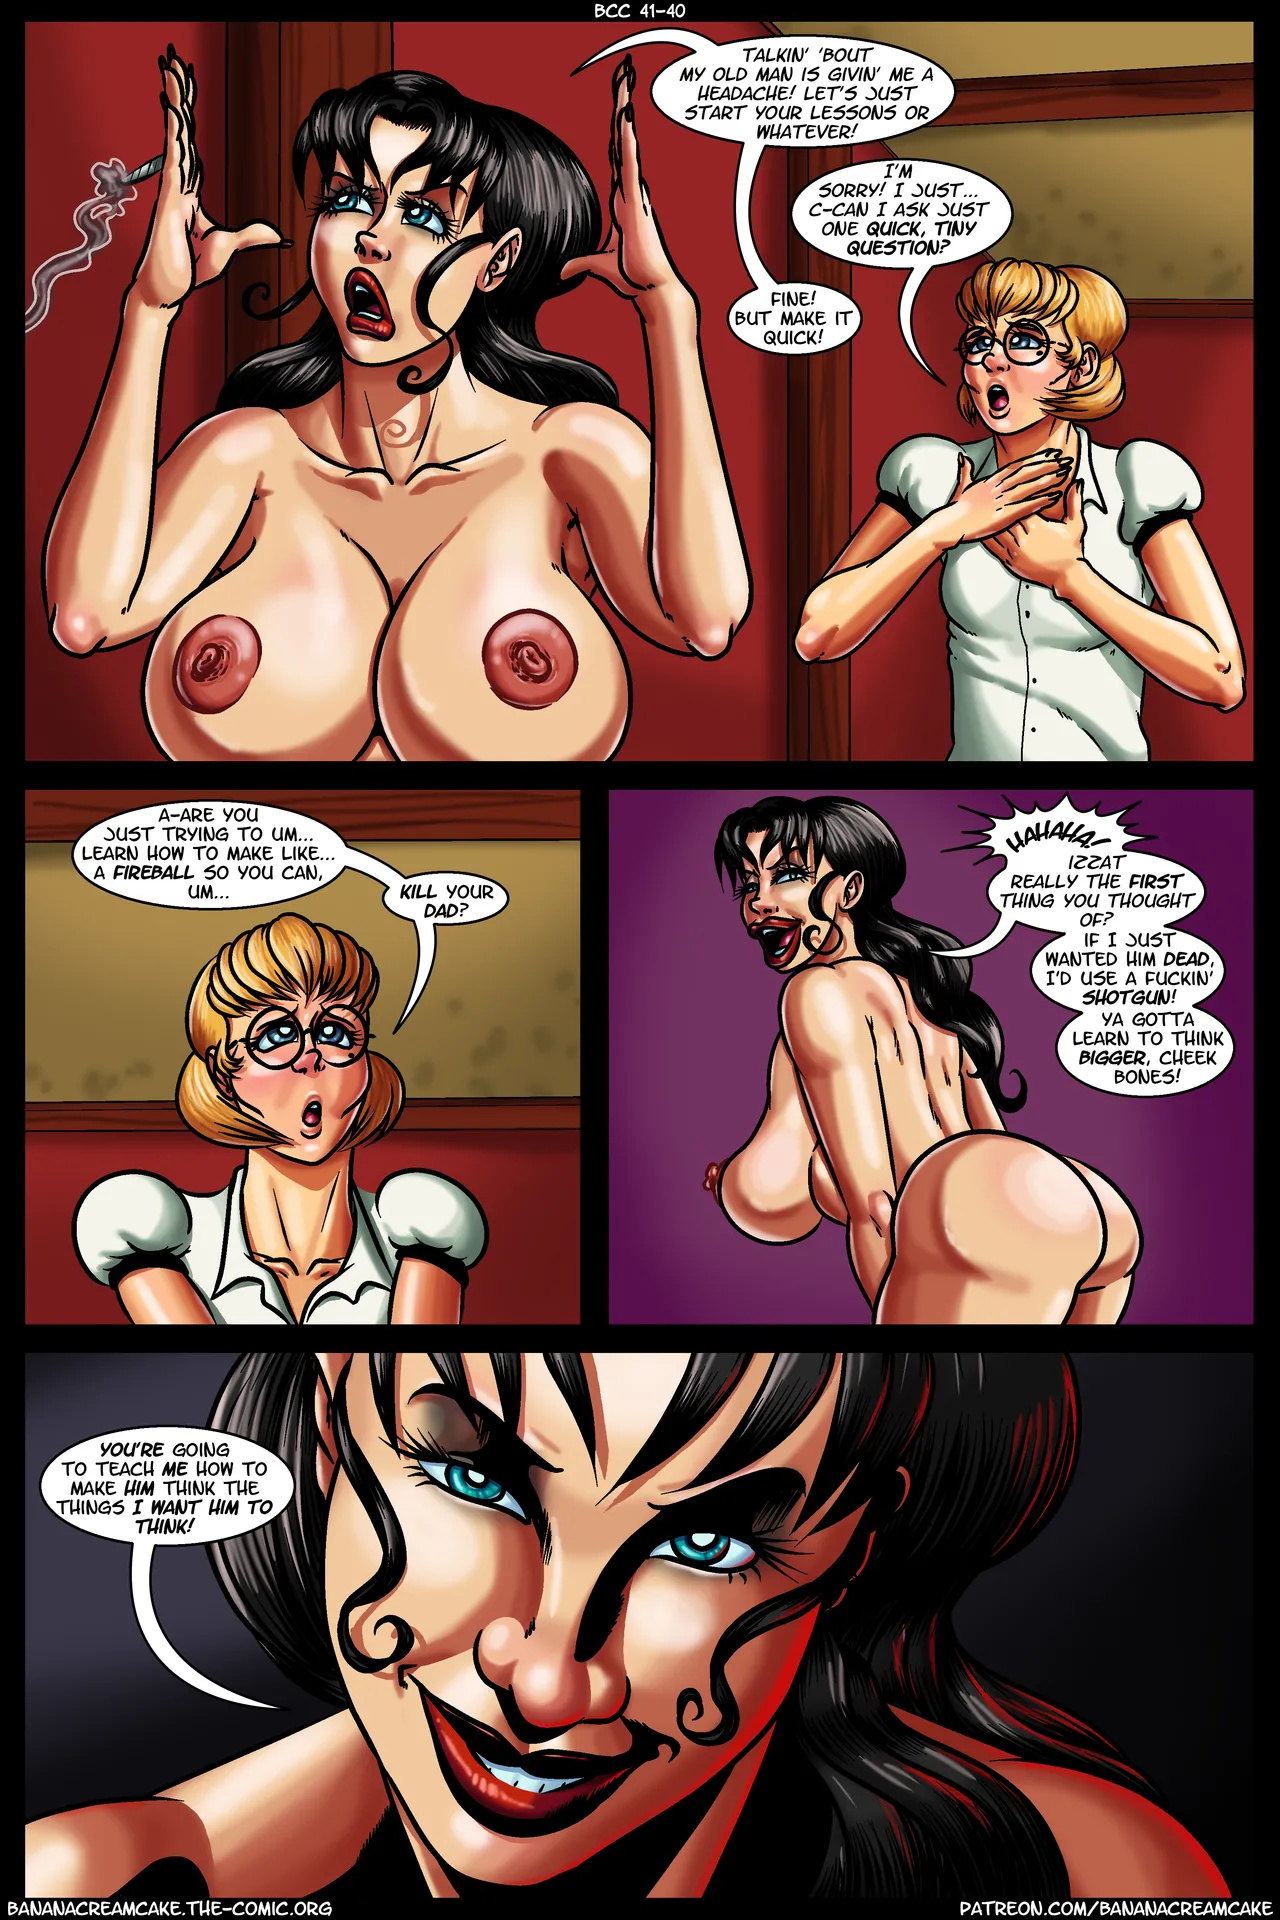 BCC 41-40
TALKIN' 'BOUT
MY OLD MAN IS GIVIN' ME A
HEADACHE! LET'S JUST
START YOUR LESSONS OR
WHATEVER!
I'M
SORRY! I JUST...
C-CAN I ASK JUST
ONE QUICK, TINY
QUESTION?
FINE!
BUT MAKE IT
QUICK!
A-ARE YOU
JUST TRYING TO UM...
LEARN HOW TO MAKE LIKE...
A FIREBALL SO YOU CAN,
UM...
KILL YOUR
DAD?
HAHAHA!
IZZAT
REALLY THE FIRST
THING YOU THOUGHT
OF?
IF I JUST
WANTED HIM DEAD,
I'D USE A FUCKIN'
SHOTGUN!
YA GOTTA
LEARN TO THINK
BIGGER, CHEEK
BONES!
YOU'RE GOING
TO TEACH ME HOW TO
MAKE HIM THINK THE
THINGS I WANT HIM TO
THINK!
BANANACREAMCAKE.THE-COMIC.ORG
PATREON.COM/BANANACREAMCAKE